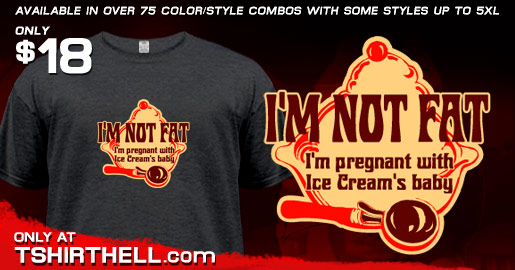 AVAILABLE IN OVER 75 COLOR/STYLE COMBOS WITH SOME STYLES UP TO 5XL
ONLY
$18
I'M NOT FAT
I'm pregnant with
Ice Cream's baby
I'M NOT FAT
I'm pregnant with
Ice Cream's baby
ONLY AT
TSHIRTHELL.com